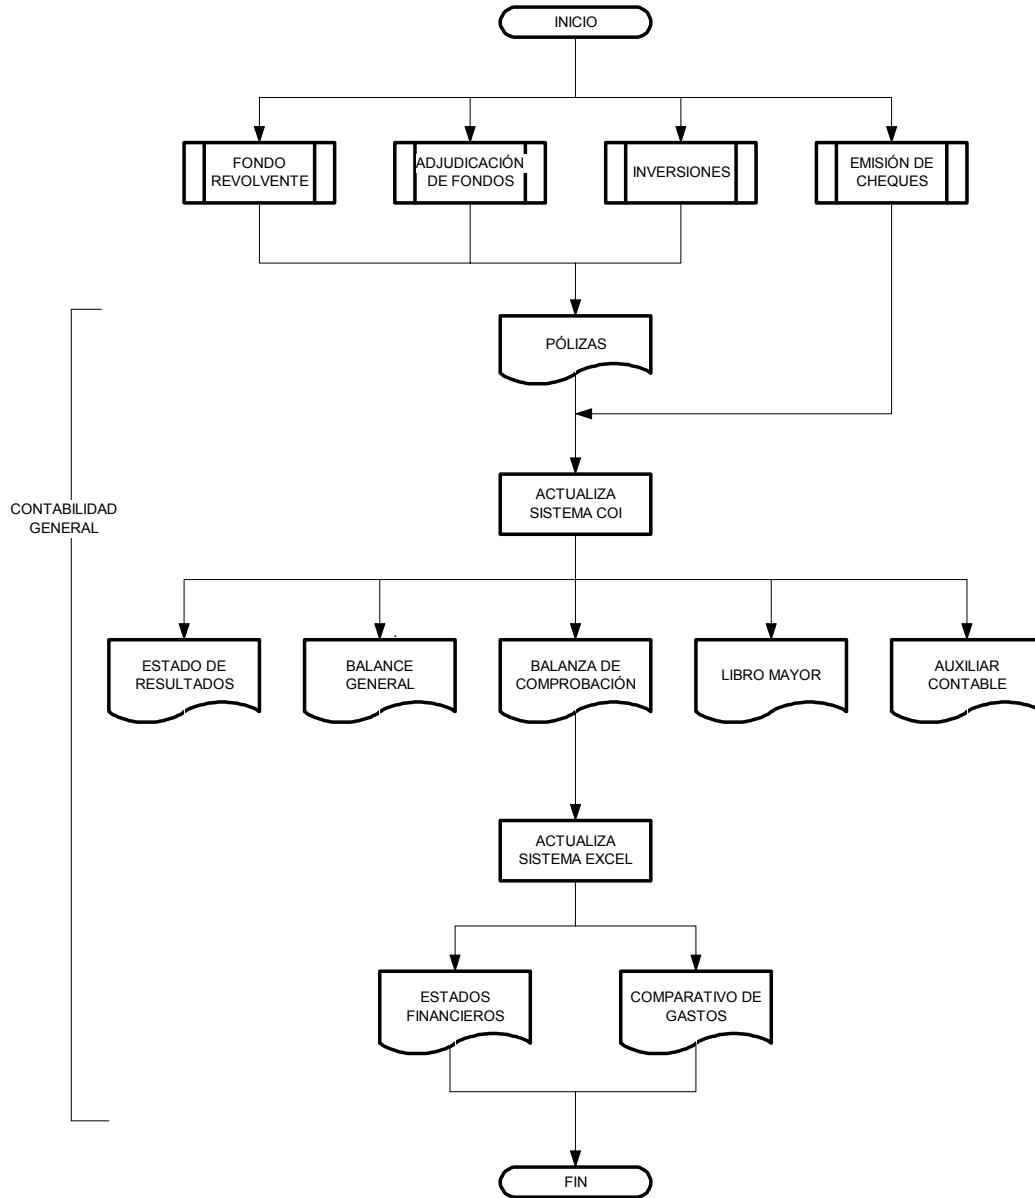 INICIO
FONDO
REVOLVENTE
ADJUDICACIÓN
DE FONDOS
INVERSIONES
EMISIÓN DE
CHEQUES
PÓLIZAS
CONTABILIDAD
GENERAL
ACTUALIZA
SISTEMA COI
ESTADO DE
RESULTADOS
BALANCE
GENERAL
BALANZA DE
COMPROBACIÓN
LIBRO MAYOR
AUXILIAR
CONTABLE
ACTUALIZA
SISTEMA EXCEL
ESTADOS
FINANCIEROS
COMPARATIVO DE
GASTOS
FIN